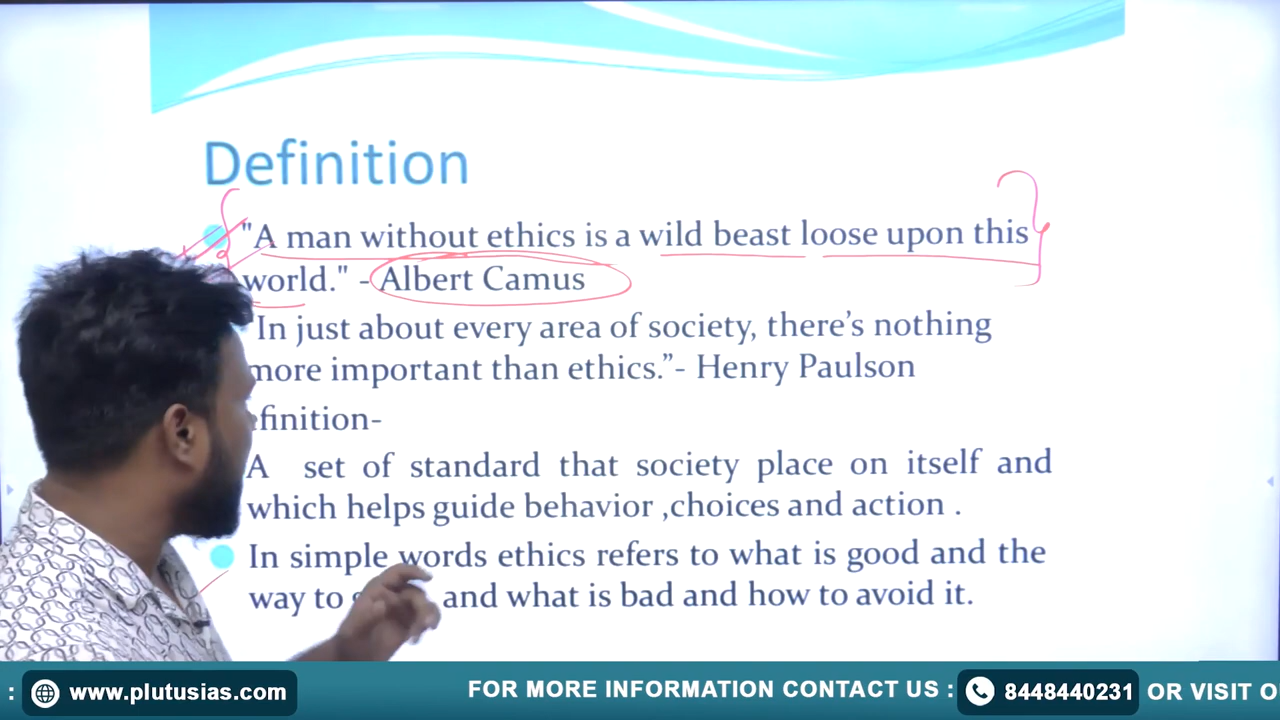 Definition
"A man without ethics is a wild beast loose upon this
world." - Albert Camus
"In just about every area of society, there's nothing
more important than ethics."- Henry Paulson
finition-
A set of standard that society place on itself and
which helps guide behavior ,choices and action .
In simple words ethics refers to what is good and the
way to and what is bad and how to avoid it.
: www.plutusias.com FOR MORE INFORMATION CONTACT US : 8448440231 OR VISIT O